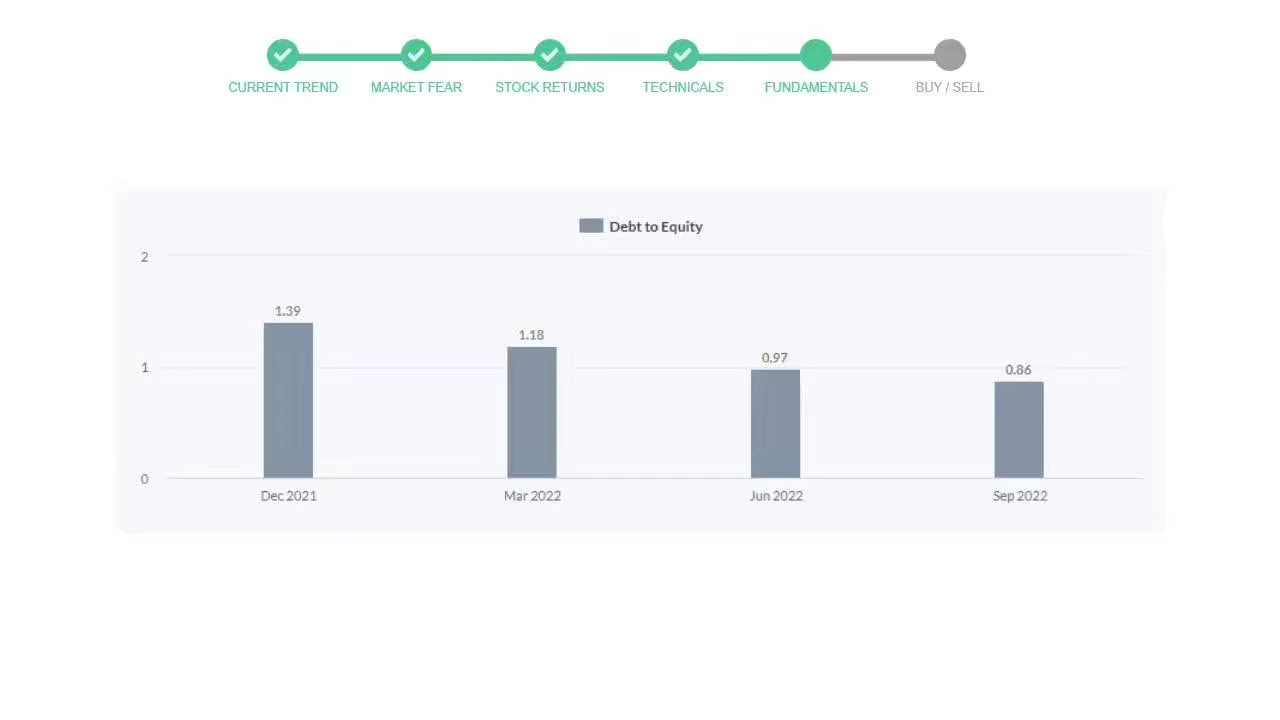 CURRENT TREND MARKET FEAR STOCK RETURNS TECHNICALS FUNDAMENTALS BUY / SELL
Debt to Equity
2
1.39
1.18
1
0.97
0.86
0
Dec 2021 Mar 2022 Jun 2022 Sep 2022